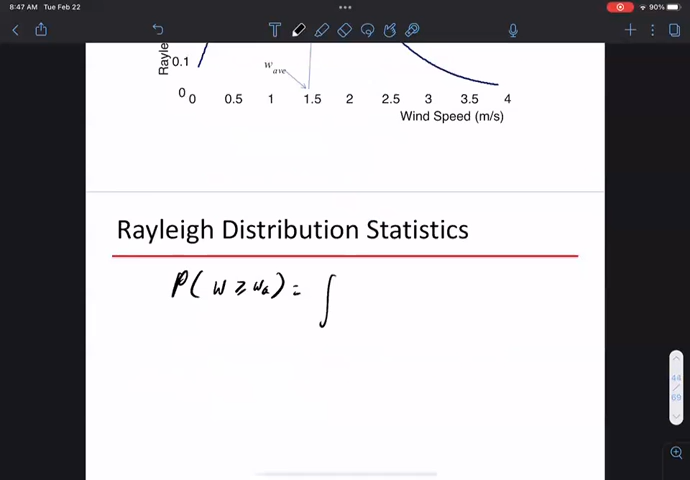 8:47 AM Tue Feb 22
90%
Rayle
0.1
w ave
0
0 0.5 1 1.5 2 2.5 3 3.5 4
Wind Speed (m/s)
Rayleigh Distribution Statistics
P( w ≥ wa) = ∫
44
69